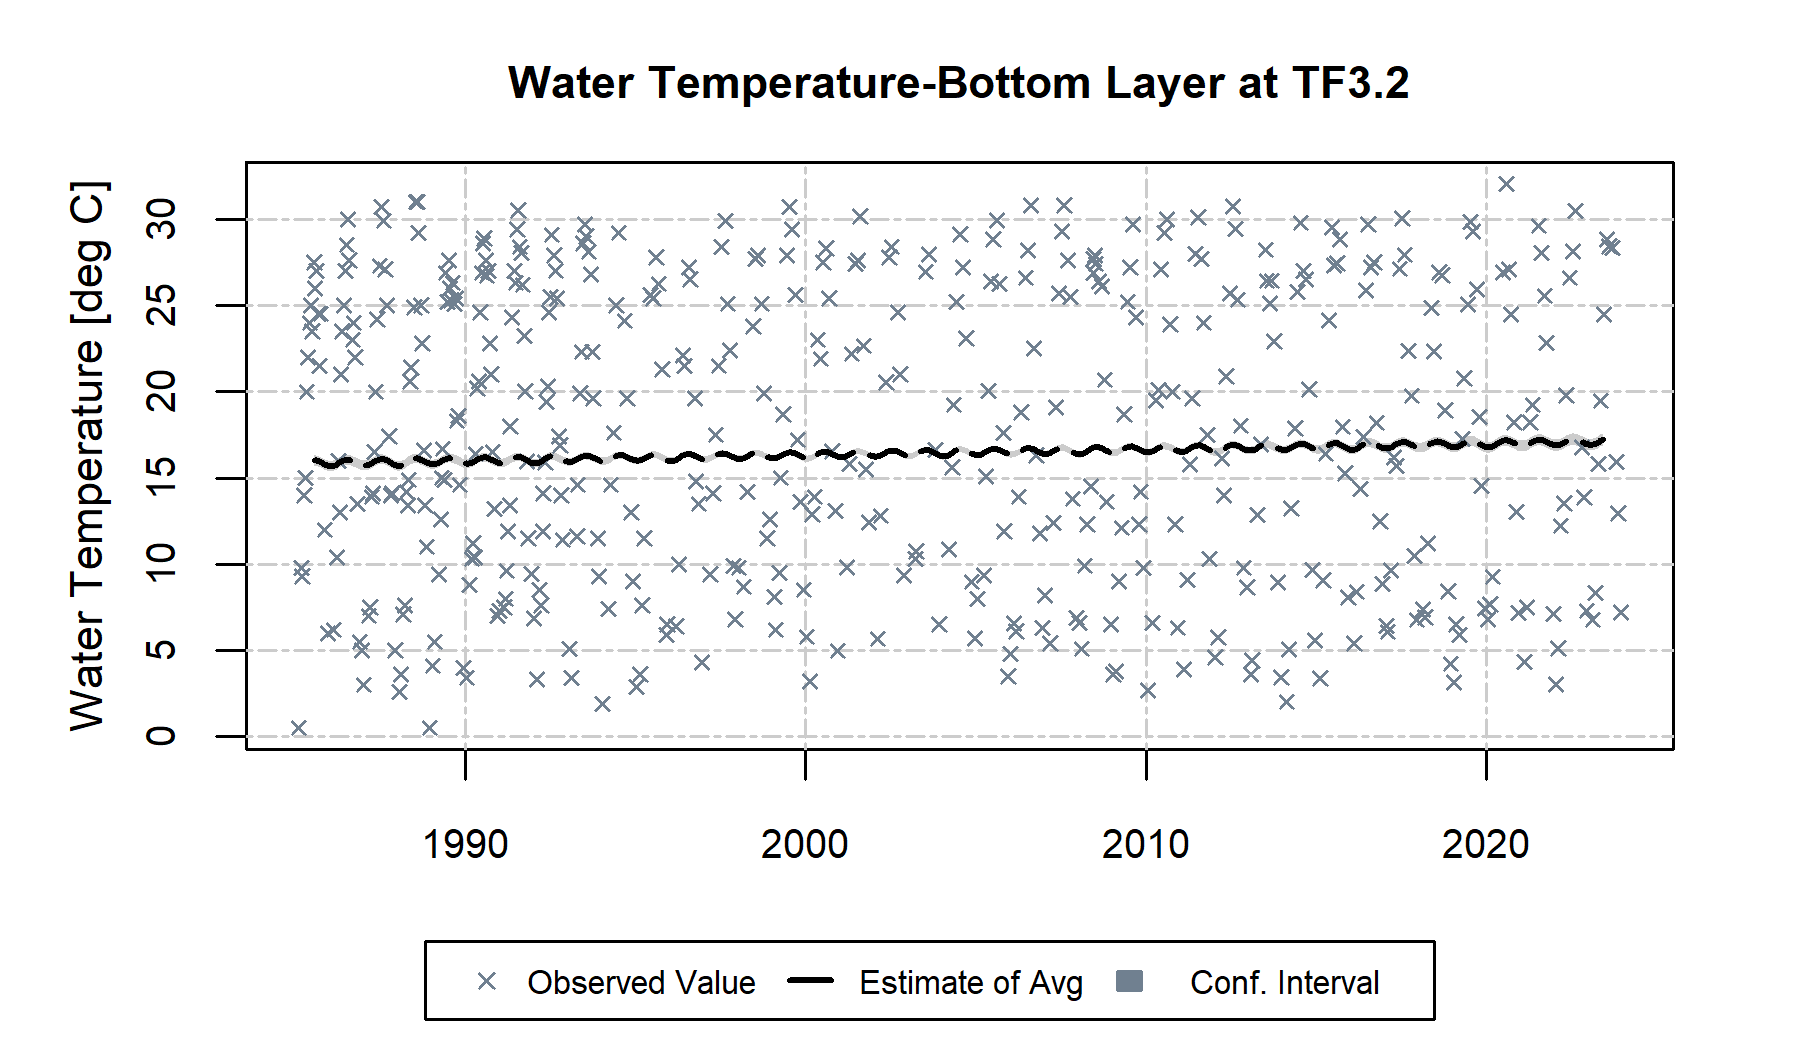 Water Temperature-Bottom Layer at TF3.2
Water Temperature [deg C]
30
25
20
15
10
5
0
1990 2000 2010 2020
Observed Value Estimate of Avg Conf. Interval